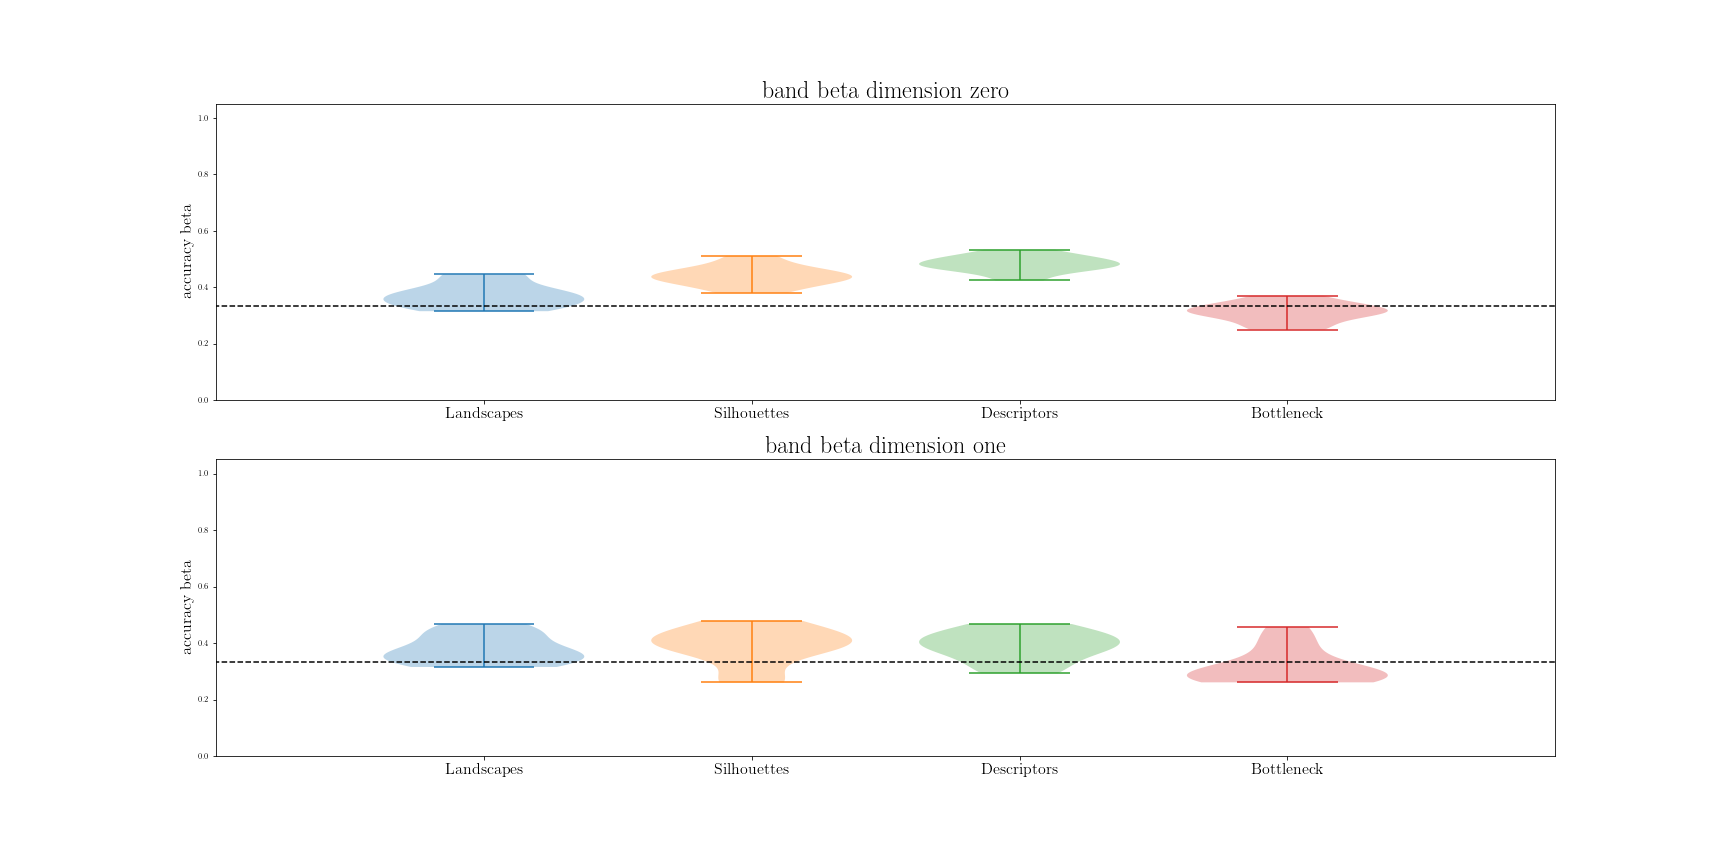 band beta dimension zero
accuracy beta
1.0
0.8
0.6
0.4
0.2
0.0
Landscapes Silhouettes Descriptors Bottleneck
band beta dimension one
accuracy beta
1.0
0.8
0.6
0.4
0.2
0.0
Landscapes Silhouettes Descriptors Bottleneck